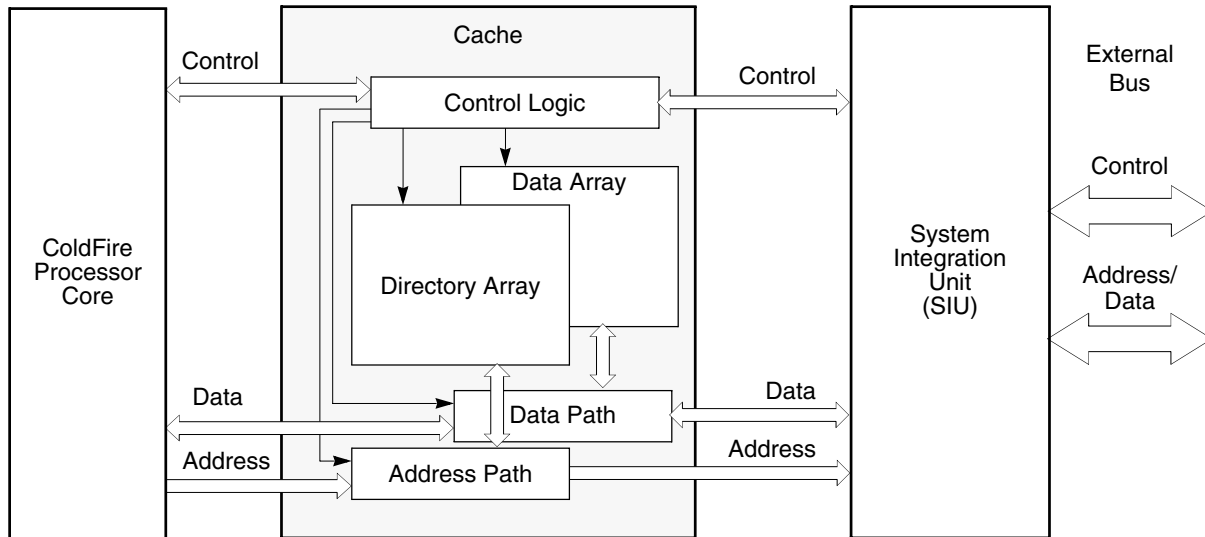 Cache
Control
Control Logic
Control
External
Bus
Data Array
Control
ColdFire
Processor
Core
Directory Array
System
Integration
Unit
(SIU)
Address/
Data
Data
Data Path
Data
Address
Address Path
Address